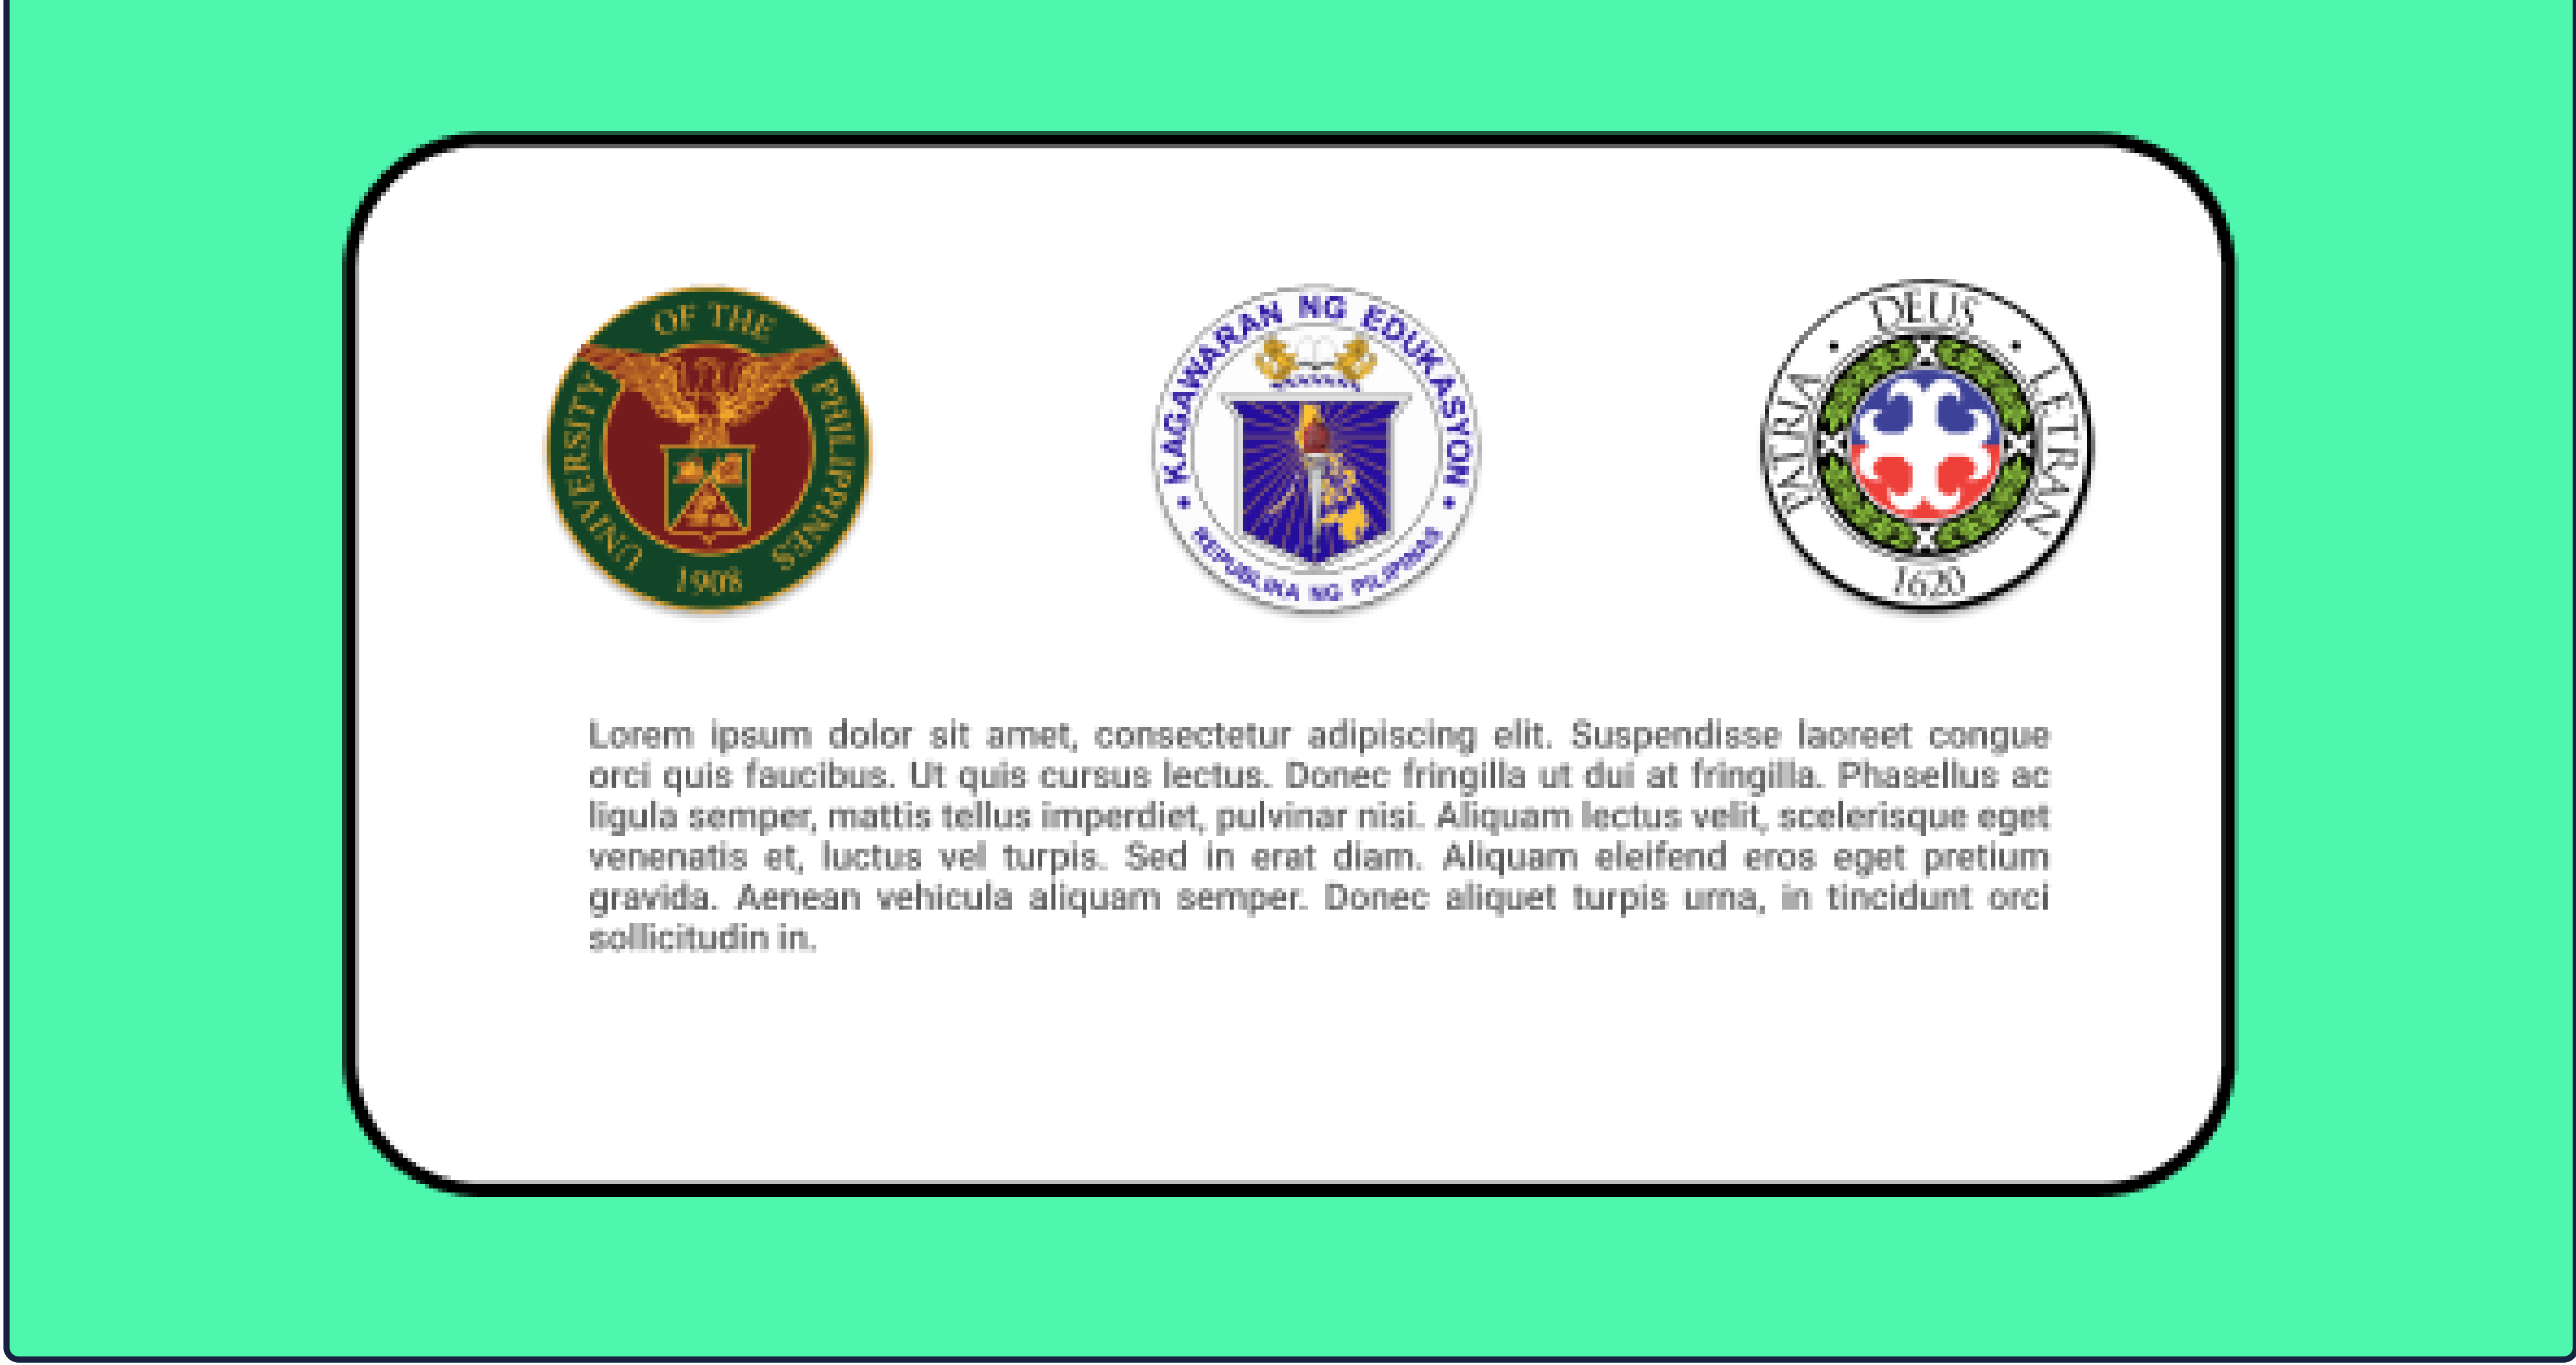 UNIVERSITY OF THE PHILIPPINES
1908
KAGAWARAN NG EDUKASYON
REPUBLIKA NG PILIPINAS
DEUS PATRIA LETRAN
1620
Lorem ipsum dolor sit amet, consectetur adipiscing elit. Suspendisse laoreet congue
orci quis faucibus. Ut quis cursus lectus. Donec fringilla ut dui at fringilla. Phasellus ac
ligula semper, mattis tellus imperdiet, pulvinar nisi. Aliquam lectus velit, scelerisque eget
venenatis et, luctus vel turpis. Sed in erat diam. Aliquam eleifend eros eget pretium
gravida. Aenean vehicula aliquam semper. Donec aliquet turpis urna, in tincidunt orci
sollicitudin in.